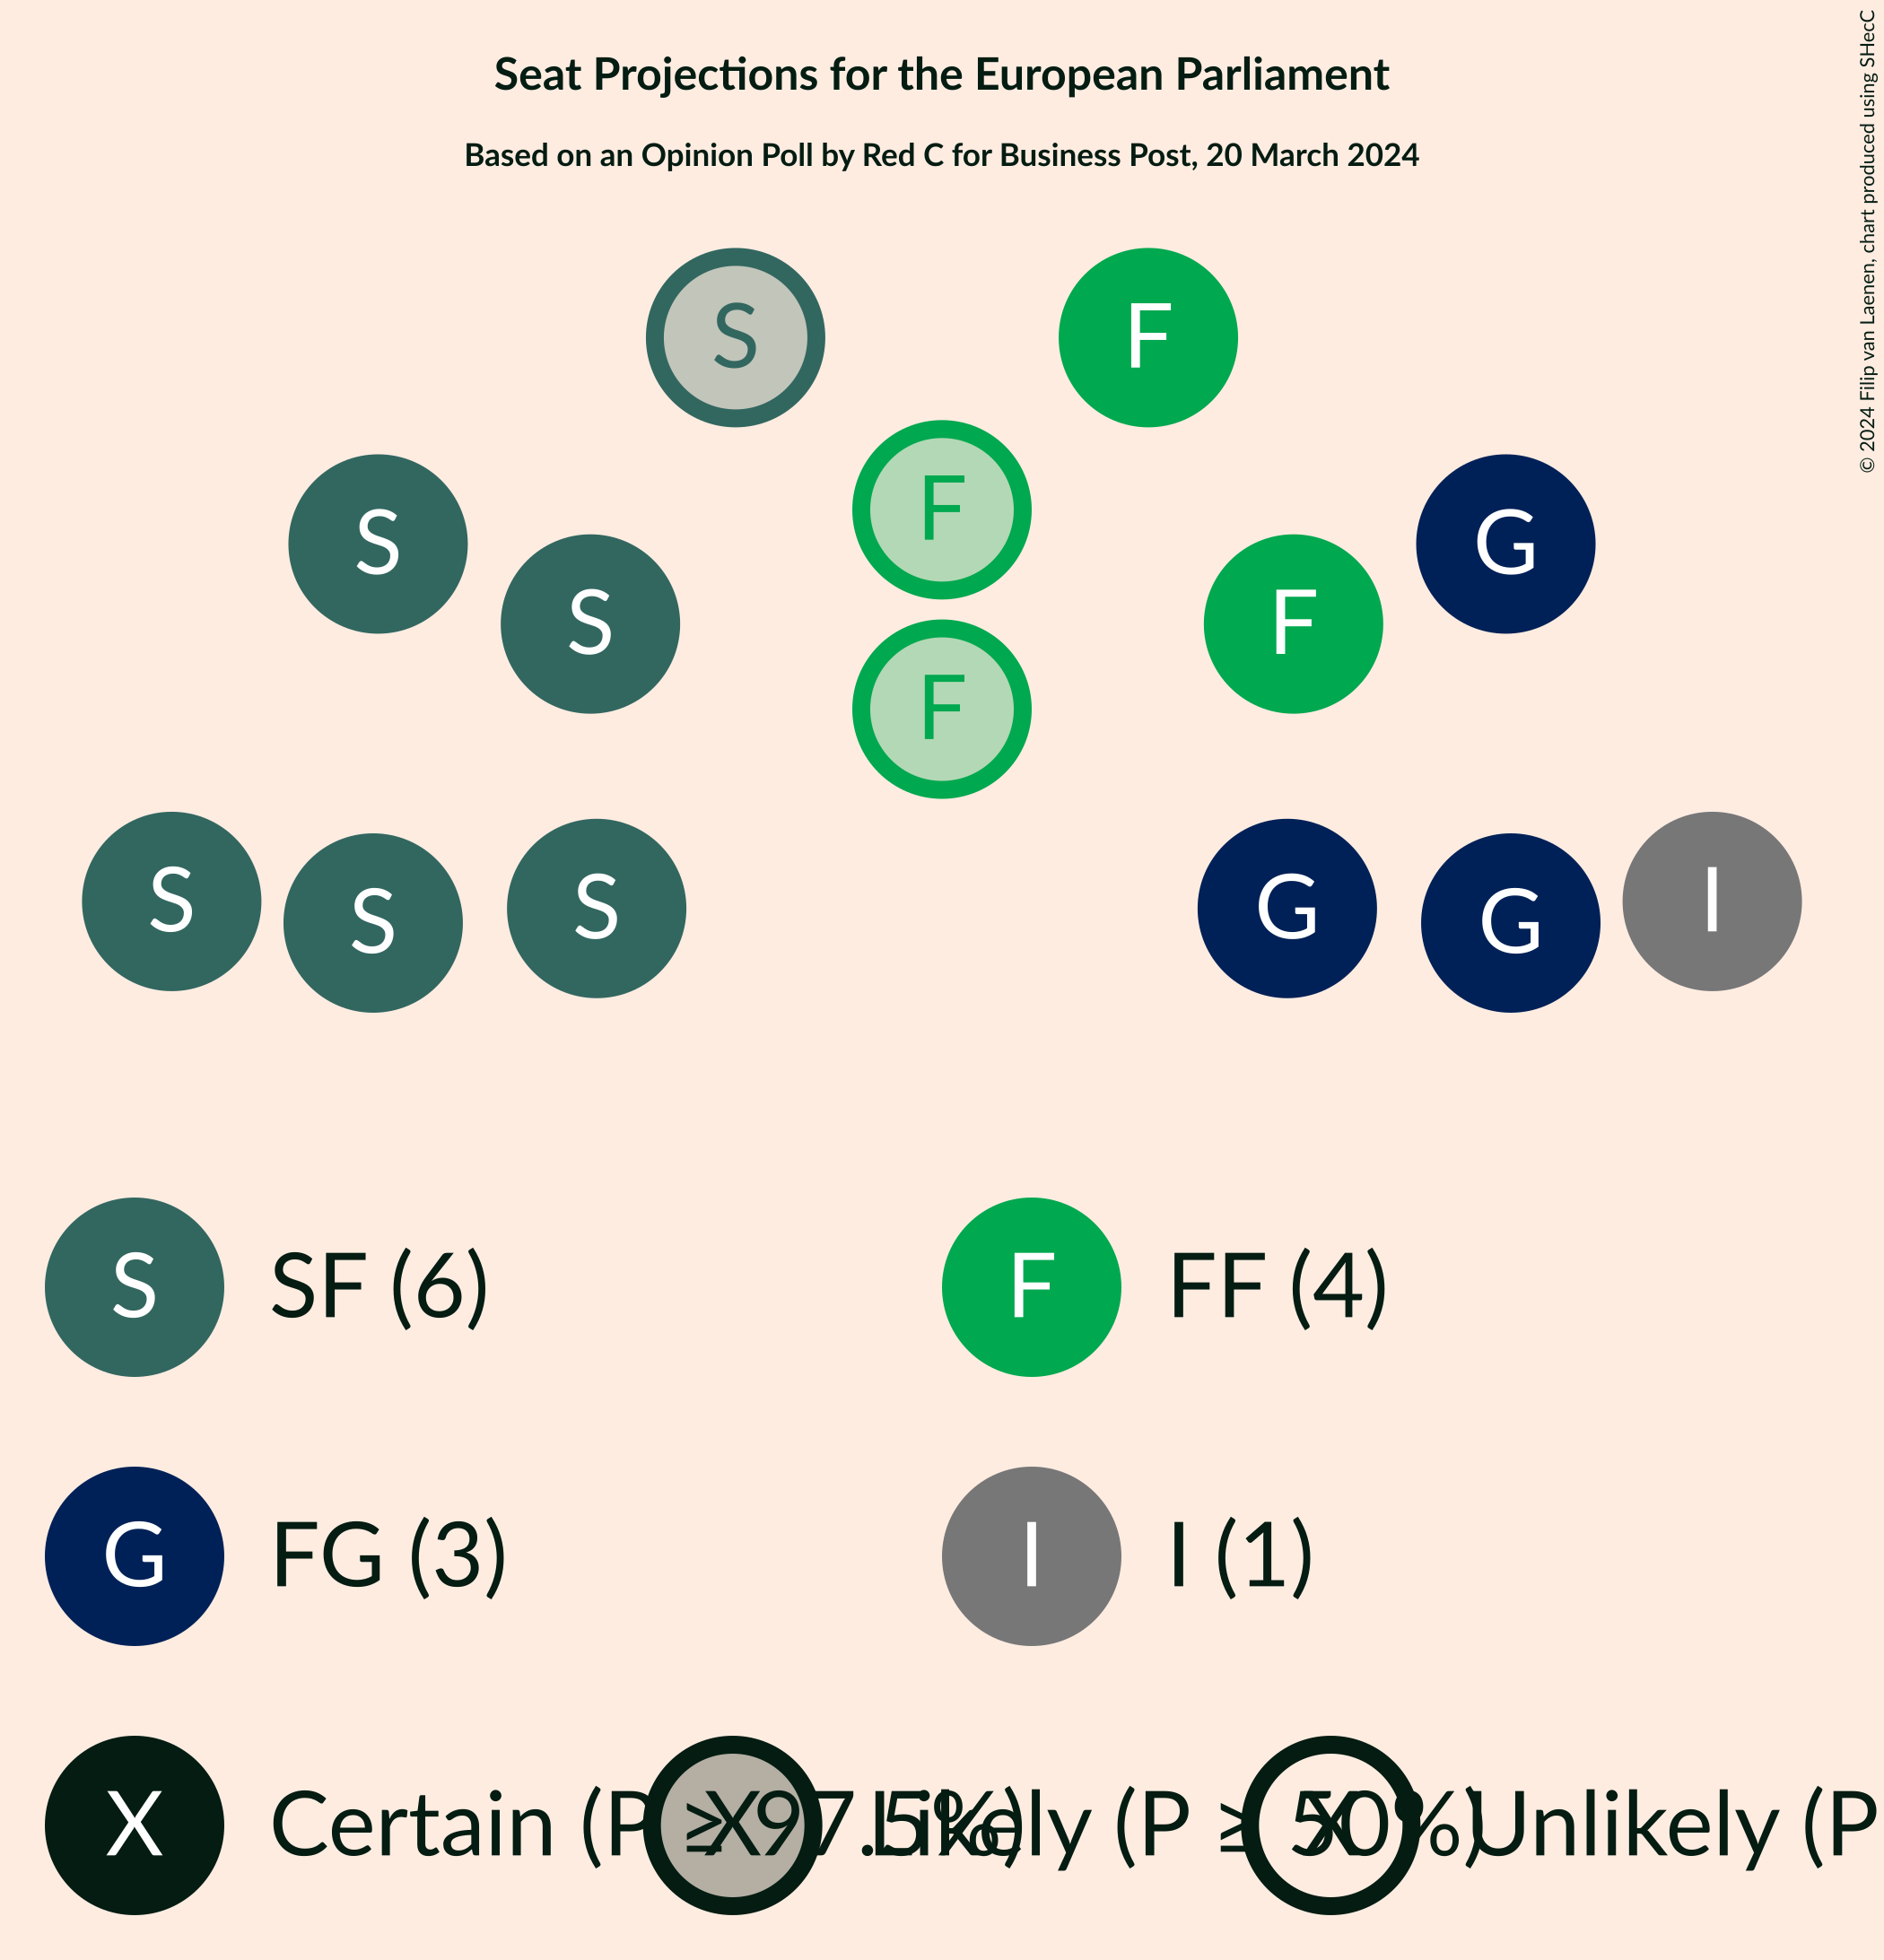 Seat Projections for the European Parliament
Based on an Opinion Poll by Red C for Business Post, 20 March 2024
© 2024 Filip van Laenen, chart produced using SHecC
S F
F
S G
S F
F
S S S G G I
S SF (6) F FF (4)
G FG (3) I I (1)
X Certain (P ≥ 97.5%) X Likely (P ≥ 50%) X Unlikely (P